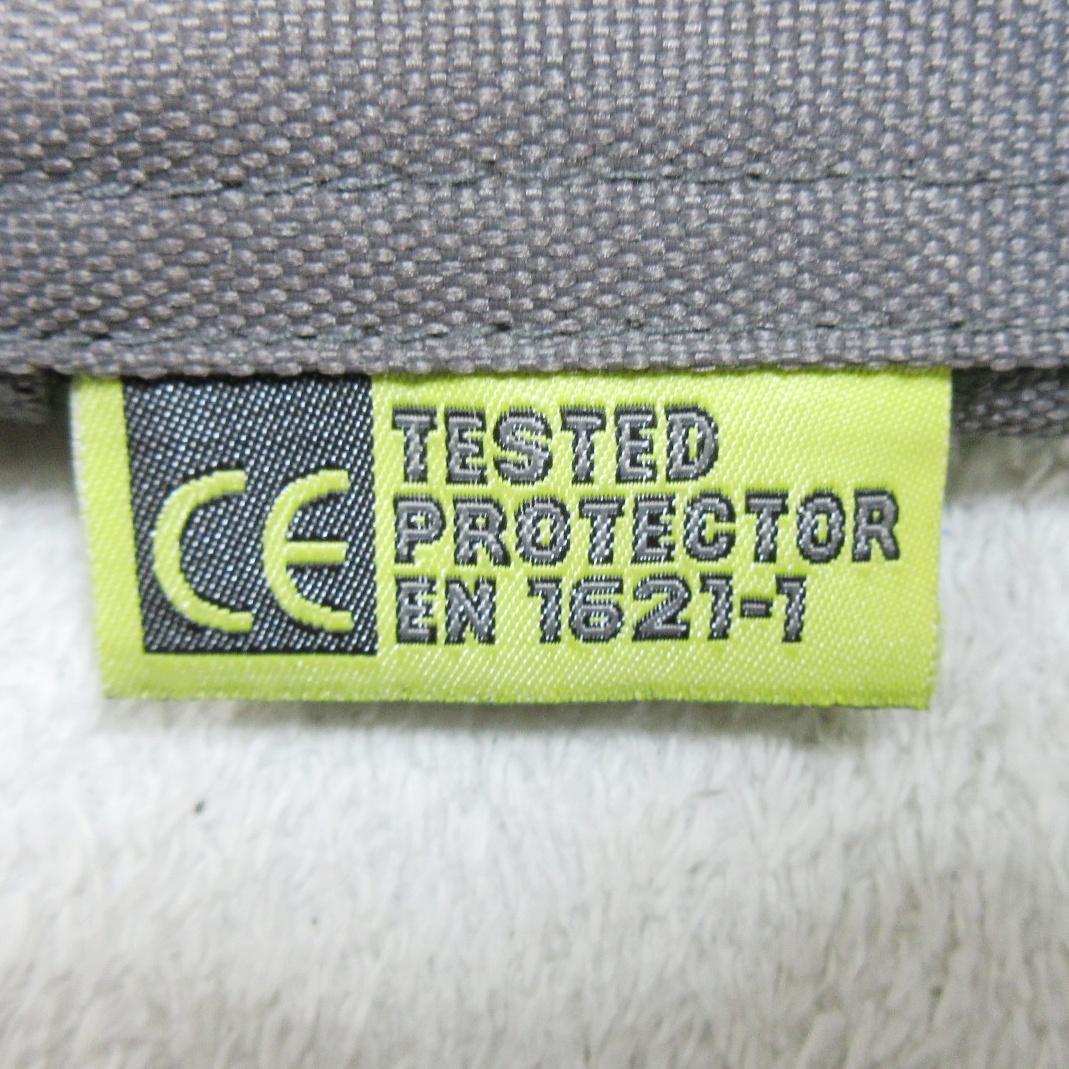 CE
TESTED
PROTECTOR
EN 1621-1